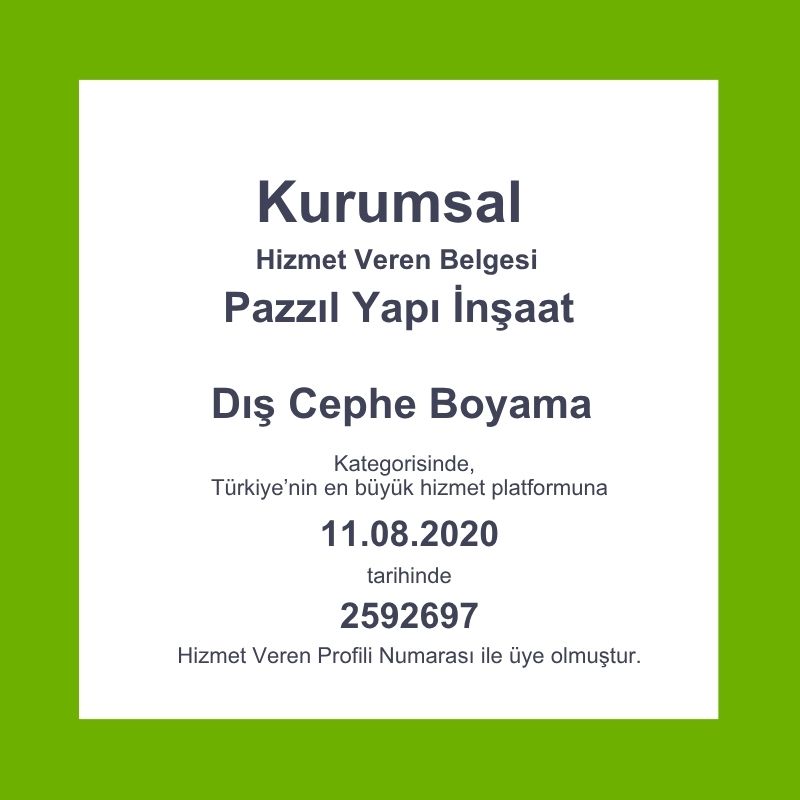 Kurumsal
Hizmet Veren Belgesi
Pazzıl Yapı İnşaat
Dış Cephe Boyama
Kategorisinde,
Türkiye’nin en büyük hizmet platformuna
11.08.2020
tarihinde
2592697
Hizmet Veren Profili Numarası ile üye olmuştur.